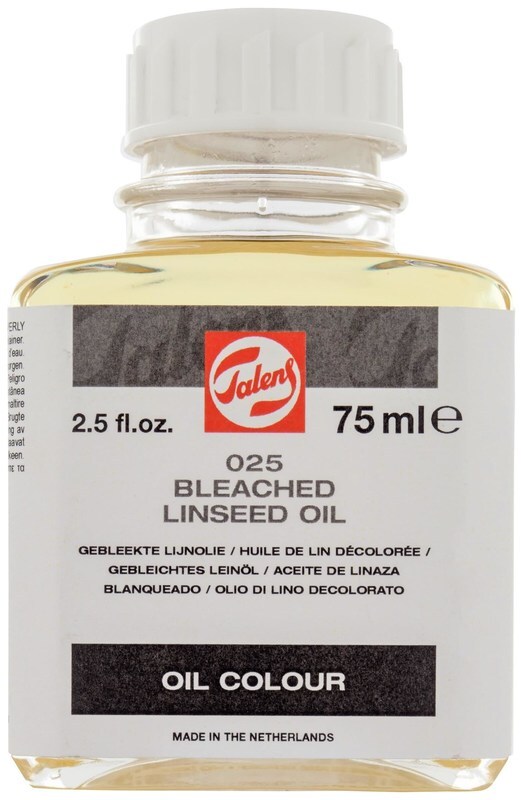 Talens
2.5 fl.oz. 75 ml e
025
BLEACHED
LINSEED OIL
GEBLEEKTE LIJNOLIE / HUILE DE LIN DÉCOLORÉE /
GEBLEICHTES LEINÖL / ACEITE DE LINAZA
BLANQUEADO / OLIO DI LINO DECOLORATO
OIL COLOUR
MADE IN THE NETHERLANDS